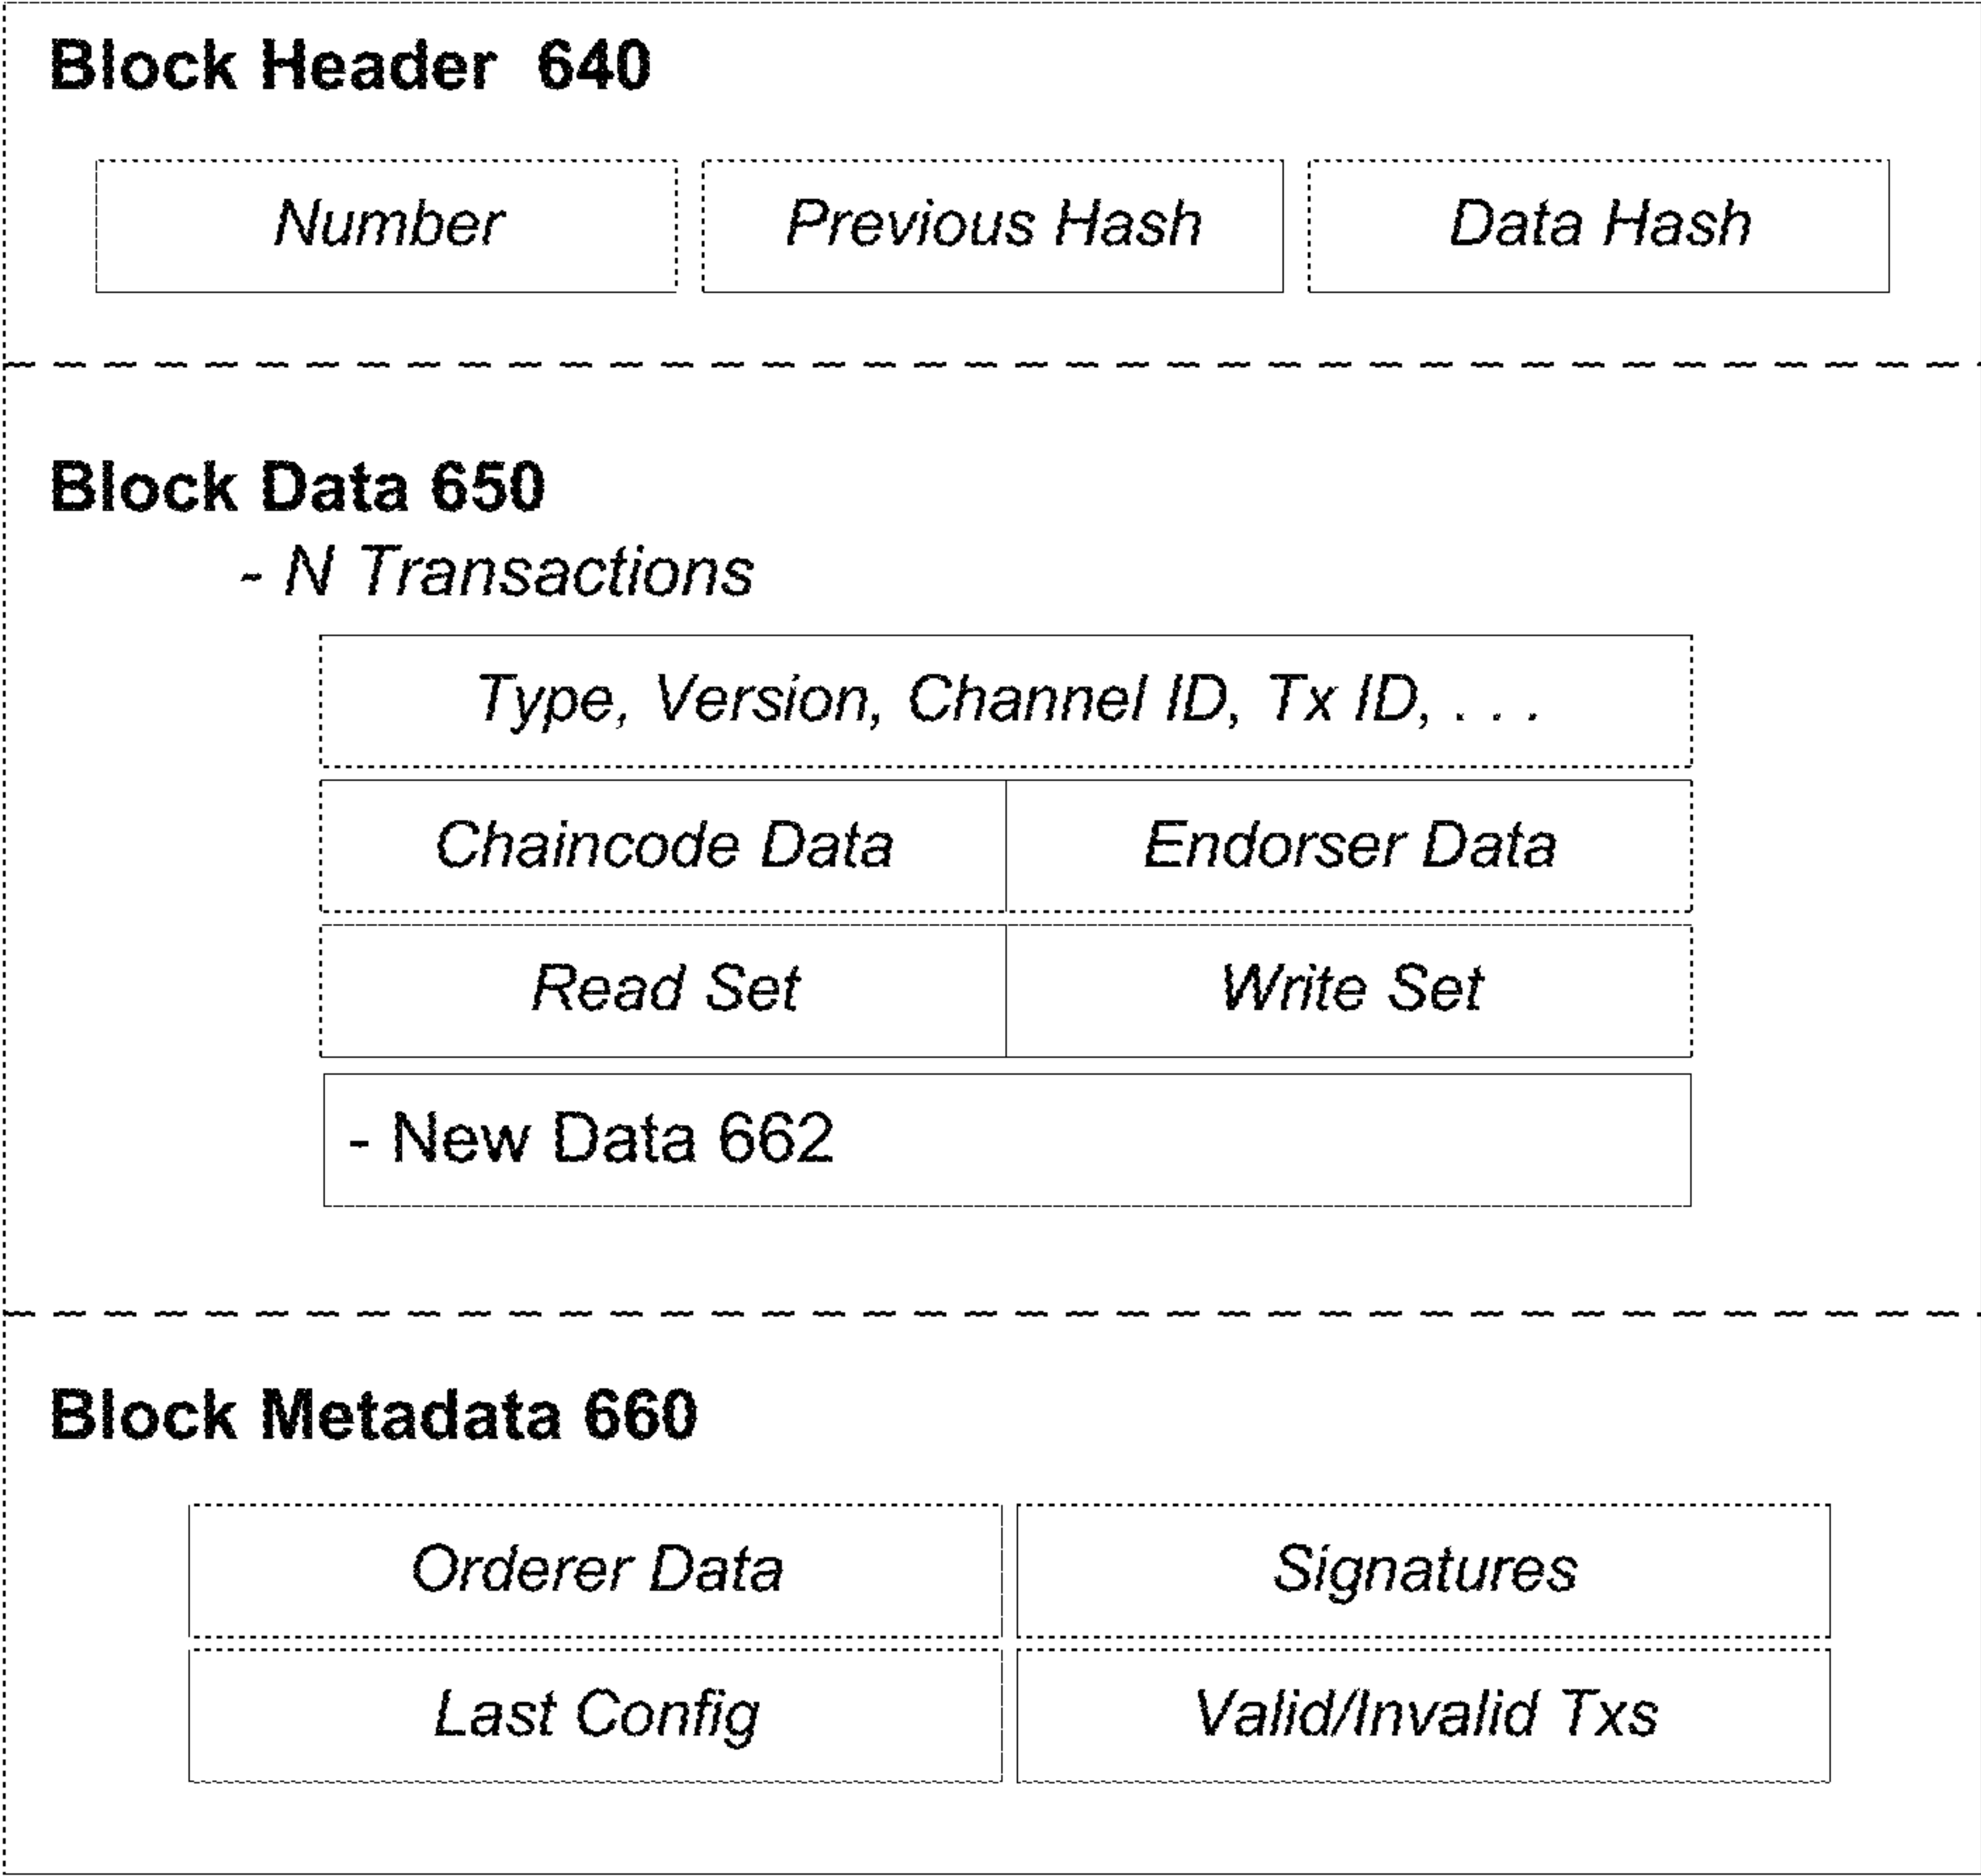 Block Header 640
Number Previous Hash Data Hash
Block Data 650
- N Transactions
Type, Version, Channel ID, Tx ID, . . .
Chaincode Data Endorser Data
Read Set Write Set
- New Data 662
Block Metadata 660
Orderer Data Signatures
Last Config Valid/Invalid Txs